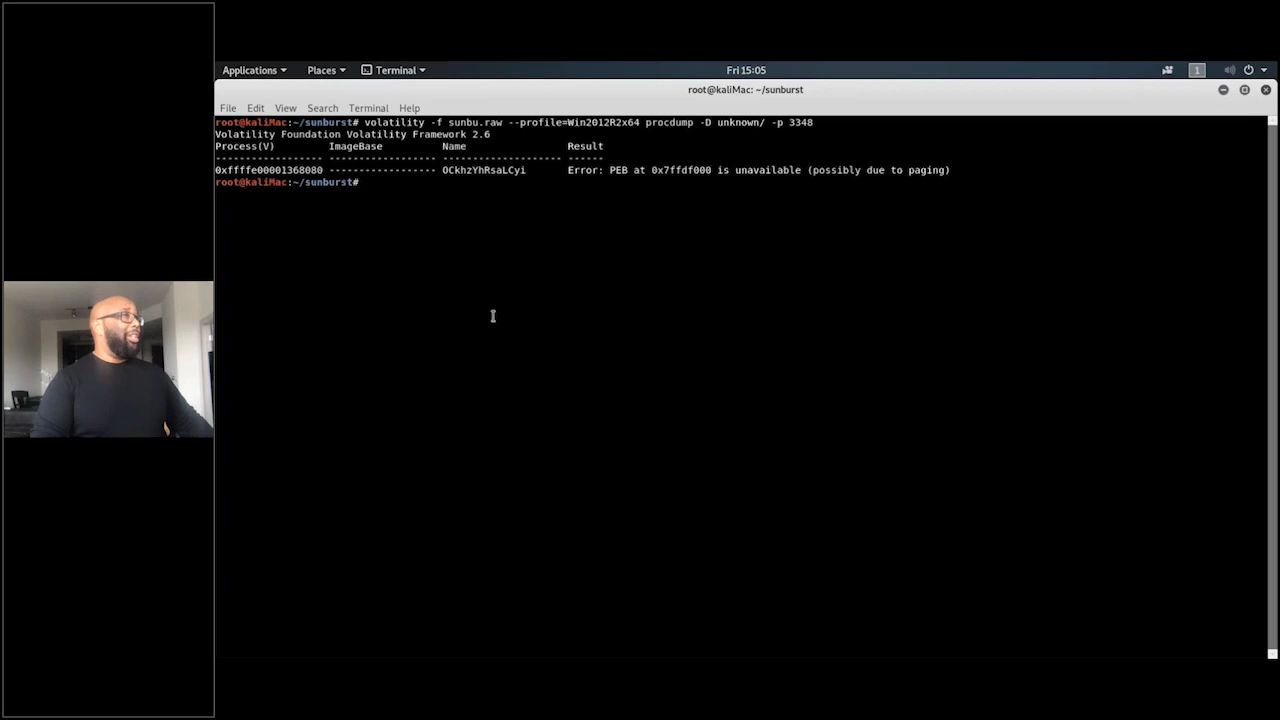 Applications Places Terminal Fri 15:05 1
root@kaliMac: ~/sunburst
File Edit View Search Terminal Help
root@kaliMac:~/sunburst# volatility -f sunbu.raw --profile=Win2012R2x64 procdump -D unknown/ -p 3348
Volatility Foundation Volatility Framework 2.6
Process(V) ImageBase Name Result
------------------ ------------------ -------------------- ------
0xffffe00001368080 ------------------ OCkhzYhRsaLCyi Error: PEB at 0x7ffdf000 is unavailable (possibly due to paging)
root@kaliMac:~/sunburst#